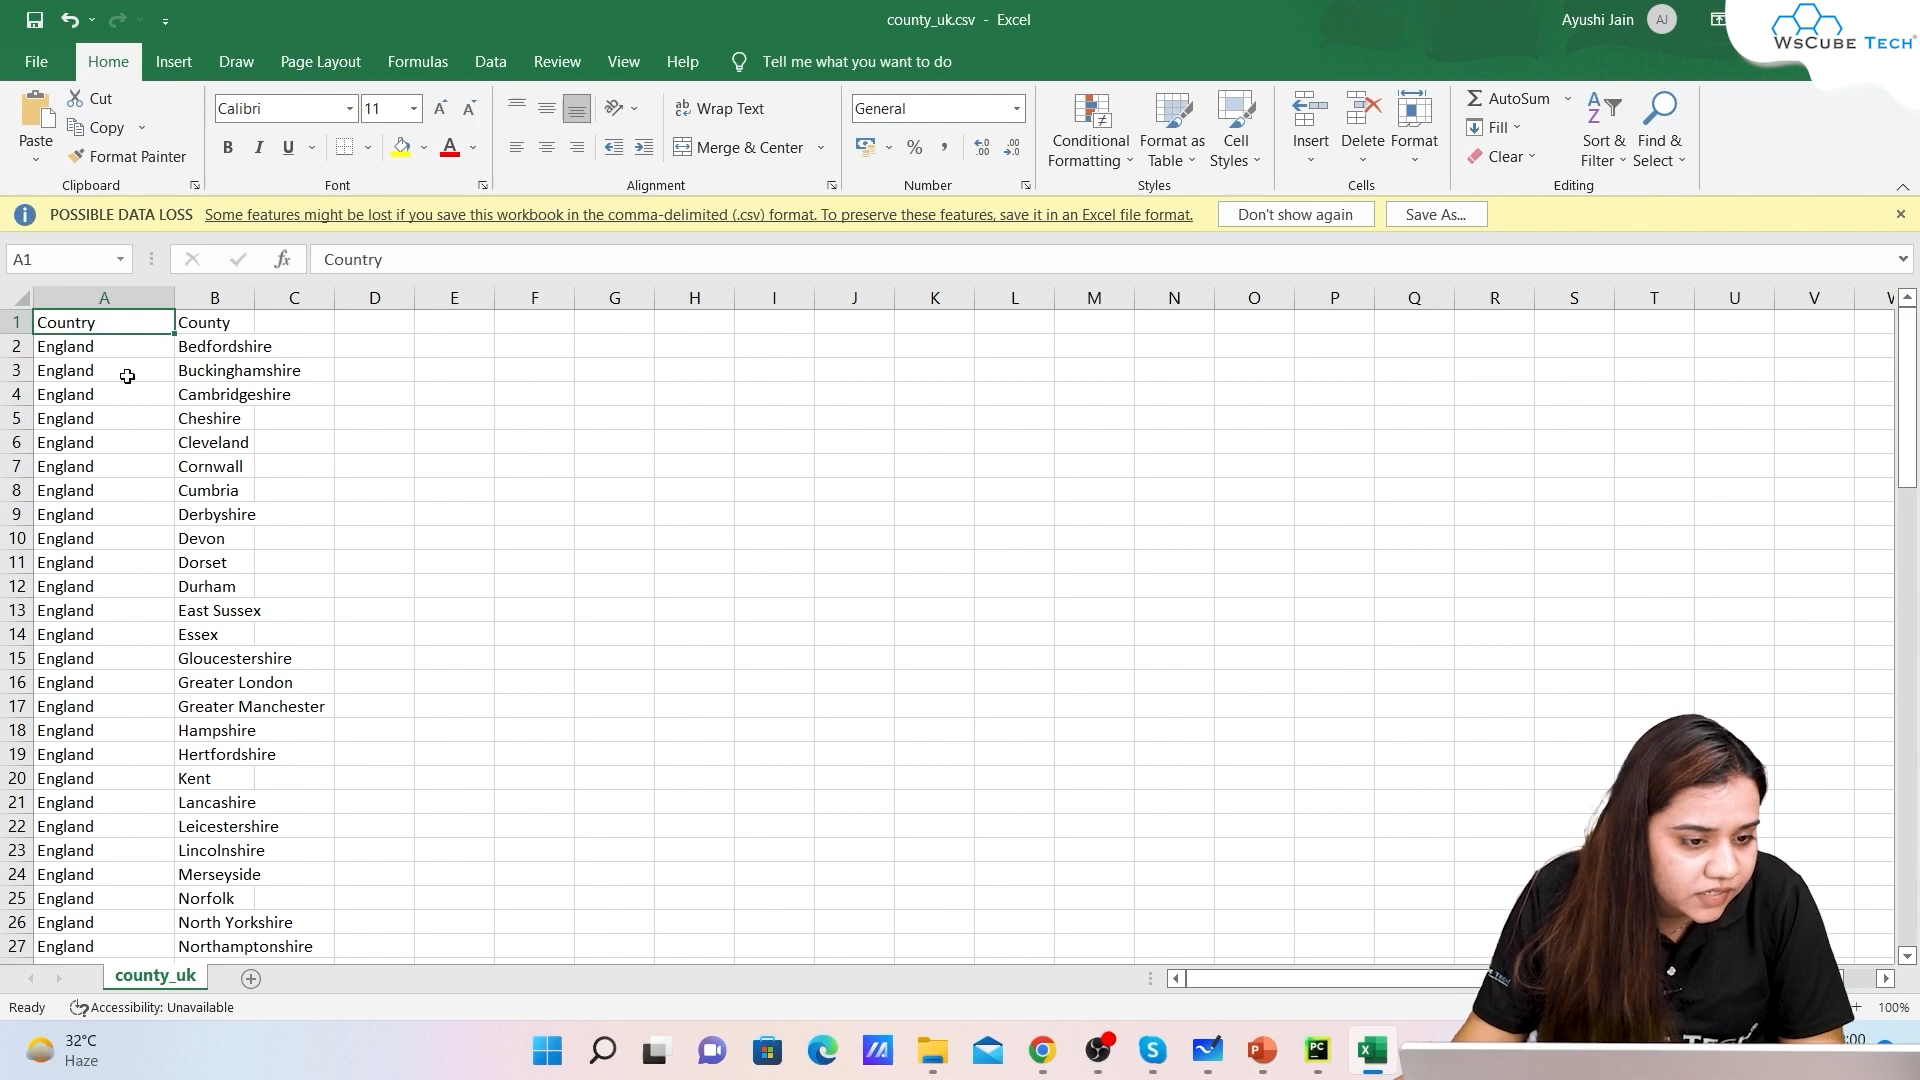 county_uk.csv - Excel
Ayushi Jain AJ
WsCube Tech
File Home Insert Draw Page Layout Formulas Data Review View Help Tell me what you want to do
Paste
Cut
Copy
Format Painter
Clipboard
Calibri 11
B I U
Font
Wrap Text
Merge & Center
Alignment
General
Number
Conditional Formatting
Format as Table
Cell Styles
Styles
Insert Delete Format
Cells
AutoSum
Fill
Clear
Sort & Filter
Find & Select
Editing
POSSIBLE DATA LOSS Some features might be lost if you save this workbook in the comma-delimited (.csv) format. To preserve these features, save it in an Excel file format. Don't show again Save As...
A1 fx Country
A B C D E F G H I J K L M N O P Q R S T U V
1 Country County
2 England Bedfordshire
3 England Buckinghamshire
4 England Cambridgeshire
5 England Cheshire
6 England Cleveland
7 England Cornwall
8 England Cumbria
9 England Derbyshire
10 England Devon
11 England Dorset
12 England Durham
13 England East Sussex
14 England Essex
15 England Gloucestershire
16 England Greater London
17 England Greater Manchester
18 England Hampshire
19 England Hertfordshire
20 England Kent
21 England Lancashire
22 England Leicestershire
23 England Lincolnshire
24 England Merseyside
25 England Norfolk
26 England North Yorkshire
27 England Northamptonshire
county_uk
Ready Accessibility: Unavailable 100%
32°C
Haze